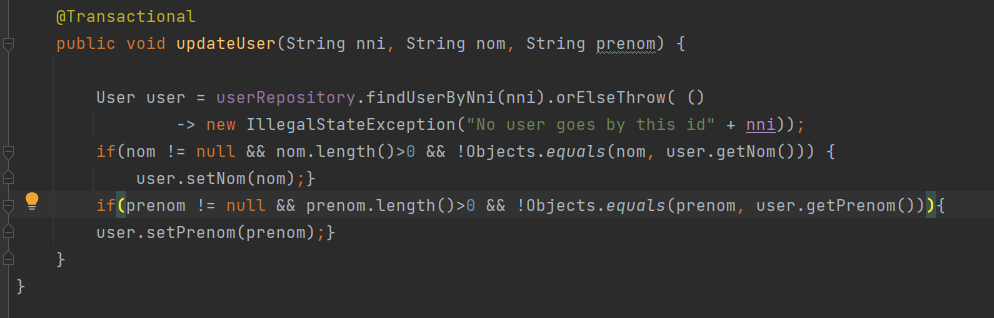 @Transactional
public void updateUser(String nni, String nom, String prenom) {
User user = userRepository.findUserByNni(nni).orElseThrow( ()
-> new IllegalStateException("No user goes by this id" + nni));
if(nom != null && nom.length()>0 && !Objects.equals(nom, user.getNom())) {
user.setNom(nom);}
if(prenom != null && prenom.length()>0 && !Objects.equals(prenom, user.getPrenom())){
user.setPrenom(prenom);}
}
}